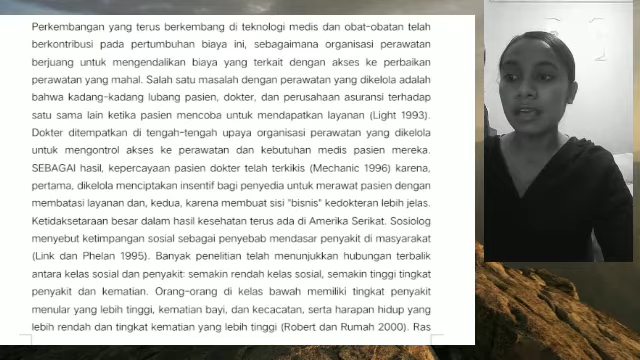 Perkembangan yang terus berkembang di teknologi medis dan obat-obatan telah
berkontribusi pada pertumbuhan biaya ini, sebagaimana organisasi perawatan
berjuang untuk mengendalikan biaya yang terkait dengan akses ke perbaikan
perawatan yang mahal. Salah satu masalah dengan perawatan yang dikelola adalah
bahwa kadang-kadang lubang pasien, dokter, dan perusahaan asuransi terhadap
satu sama lain ketika pasien mencoba untuk mendapatkan layanan (Light 1993).
Dokter ditempatkan di tengah-tengah upaya organisasi perawatan yang dikelola
untuk mengontrol akses ke perawatan dan kebutuhan medis pasien mereka.
SEBAGAI hasil, kepercayaan pasien dokter telah terkikis (Mechanic 1996) karena,
pertama, dikelola menciptakan insentif bagi penyedia untuk merawat pasien dengan
membatasi layanan dan, kedua, karena membuat sisi "bisnis" kedokteran lebih jelas.
Ketidaksetaraan besar dalam hasil kesehatan terus ada di Amerika Serikat. Sosiolog
menyebut ketimpangan sosial sebagai penyebab mendasar penyakit di masyarakat
(Link dan Phelan 1995). Banyak penelitian telah menunjukkan hubungan terbalik
antara kelas sosial dan penyakit: semakin rendah kelas sosial, semakin tinggi tingkat
penyakit dan kematian. Orang-orang di kelas bawah memiliki tingkat penyakit
menular yang lebih tinggi, kematian bayi, dan kecacatan, serta harapan hidup yang
lebih rendah dan tingkat kematian yang lebih tinggi (Robert dan Rumah 2000). Ras